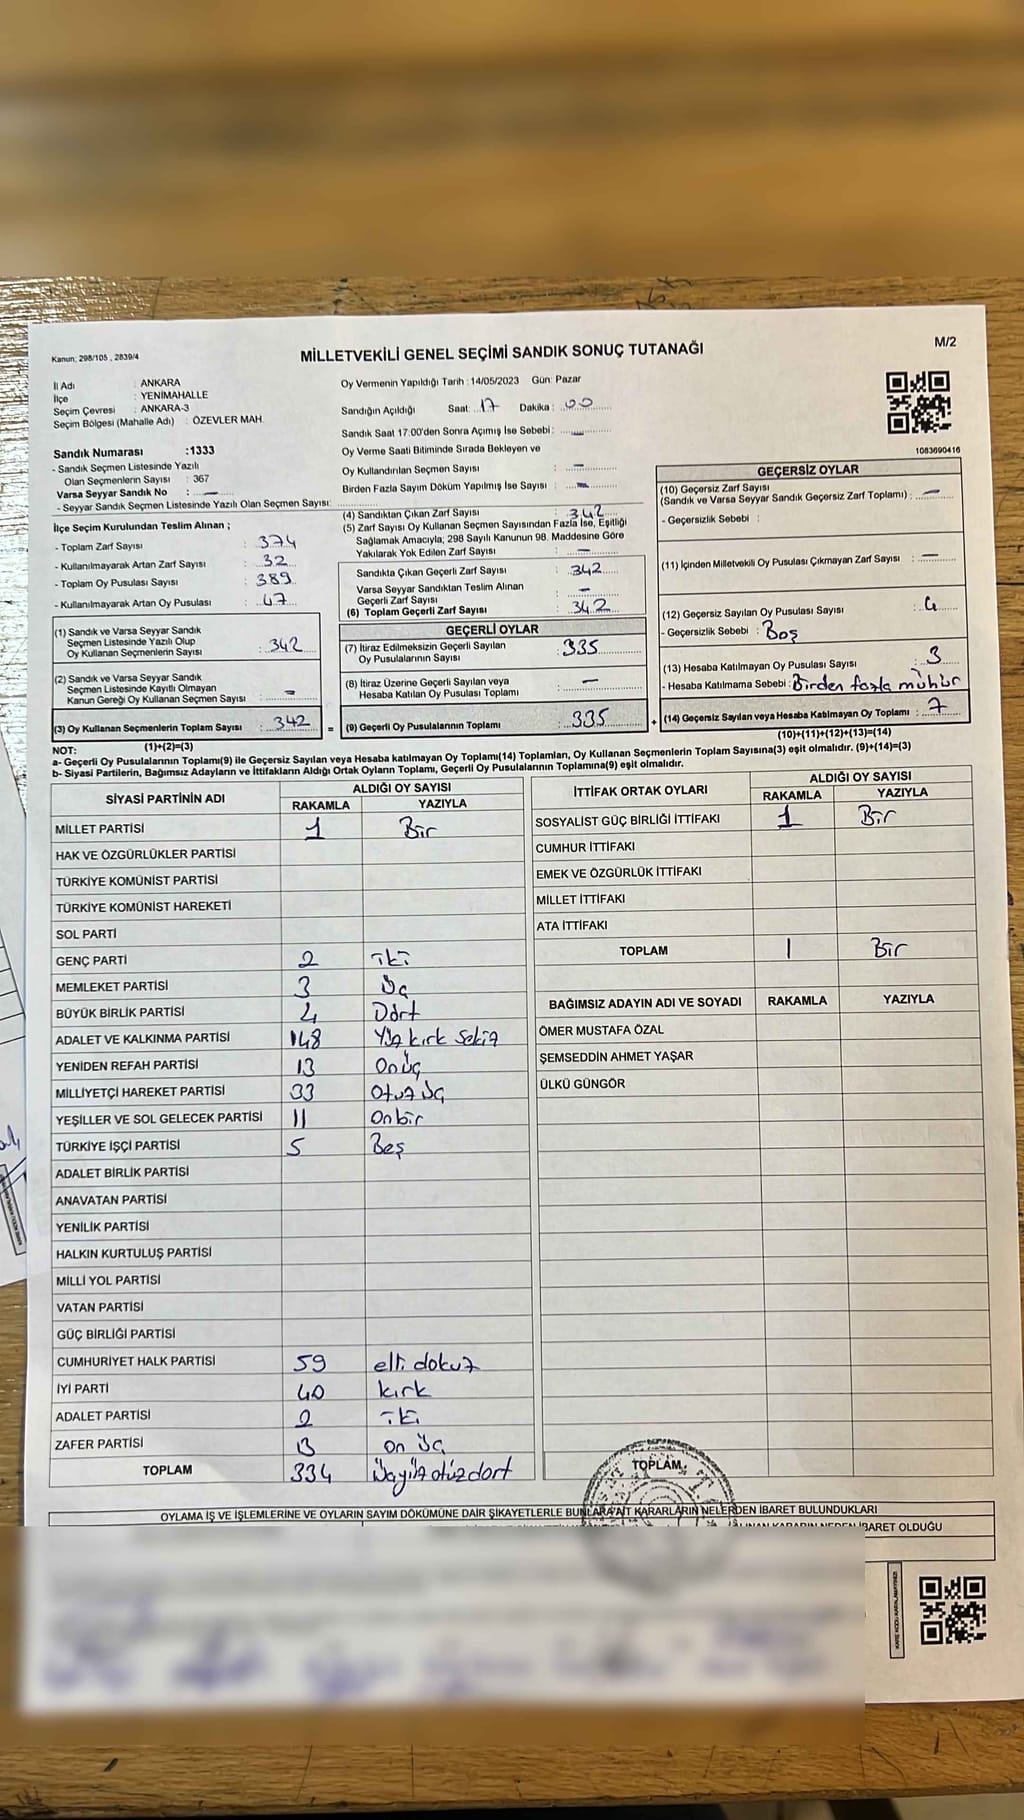 Kanun: 298/105 , 2839/4
MİLLETVEKİLİ GENEL SEÇİMİ SANDIK SONUÇ TUTANAĞI
M/2
İl Adı : ANKARA
İlçe : YENİMAHALLE
Seçim Çevresi : ANKARA-3
Seçim Bölgesi (Mahalle Adı) : ÖZEVLER MAH.
Sandık Numarası :1333
- Sandık Seçmen Listesinde Yazılı
Olan Seçmenlerin Sayısı : 367
Varsa Seyyar Sandık No : —
- Seyyar Sandık Seçmen Listesinde Yazılı Olan Seçmen Sayısı:
İlçe Seçim Kurulundan Teslim Alınan ;
- Toplam Zarf Sayısı : 374
- Kullanılmayarak Artan Zarf Sayısı : 32
- Toplam Oy Pusulası Sayısı : 389
- Kullanılmayarak Artan Oy Pusulası : 47
(1) Sandık ve Varsa Seyyar Sandık
Seçmen Listesinde Yazılı Olup
Oy Kullanan Seçmenlerin Sayısı : 342
(2) Sandık ve Varsa Seyyar Sandık
Seçmen Listesinde Kayıtlı Olmayan
Kanun Gereği Oy Kullanan Seçmen Sayısı : —
(3) Oy Kullanan Seçmenlerin Toplam Sayısı : 342
(1)+(2)=(3)
Oy Vermenin Yapıldığı Tarih : 14/05/2023 Gün: Pazar
Sandığın Açıldığı Saat: 17 Dakika : 00
Sandık Saat 17:00'den Sonra Açımış İse Sebebi : —
Oy Verme Saati Bitiminde Sırada Bekleyen ve
Oy Kullandırılan Seçmen Sayısı : —
Birden Fazla Sayım Döküm Yapılmış İse Sayısı : —
(4) Sandıktan Çıkan Zarf Sayısı : 342
(5) Zarf Sayısı Oy Kullanan Seçmen Sayısından Fazla İse, Eşitliği
Sağlamak Amacıyla; 298 Sayılı Kanunun 98. Maddesine Göre
Yakılarak Yok Edilen Zarf Sayısı : —
Sandıkta Çıkan Geçerli Zarf Sayısı : 342
Varsa Seyyar Sandıktan Teslim Alınan
Geçerli Zarf Sayısı : —
(6) Toplam Geçerli Zarf Sayısı : 342
GEÇERLİ OYLAR
(7) İtiraz Edilmeksizin Geçerli Sayılan
Oy Pusulalarının Sayısı : 335
(8) İtiraz Üzerine Geçerli Sayılan veya
Hesaba Katılan Oy Pusulası Toplamı : —
= (9) Geçerli Oy Pusulalarının Toplamı : 335 +
1083690416
GEÇERSİZ OYLAR
(10) Geçersiz Zarf Sayısı
(Sandık ve Varsa Seyyar Sandık Geçersiz Zarf Toplamı) : —
- Geçersizlik Sebebi :
(11) İçinden Milletvekili Oy Pusulası Çıkmayan Zarf Sayısı : —
(12) Geçersiz Sayılan Oy Pusulası Sayısı : 4
- Geçersizlik Sebebi : Boş
(13) Hesaba Katılmayan Oy Pusulası Sayısı : 3
- Hesaba Katılmama Sebebi : Birden fazla mühür
(14) Geçersiz Sayılan veya Hesaba Katılmayan Oy Toplamı : 7
(10)+(11)+(12)+(13)=(14)
NOT:
a- Geçerli Oy Pusulalarının Toplamı(9) ile Geçersiz Sayılan veya Hesaba katılmayan Oy Toplamı(14) Toplamları, Oy Kullanan Seçmenlerin Toplam Sayısına(3) eşit olmalıdır. (9)+(14)=(3)
b- Siyasi Partilerin, Bağımsız Adayların ve İttifakların Aldığı Ortak Oyların Toplamı, Geçerli Oy Pusulalarının Toplamına(9) eşit olmalıdır.
SİYASİ PARTİNİN ADI ALDIĞI OY SAYISI
RAKAMLA YAZIYLA
MİLLET PARTİSİ 1 Bir
HAK VE ÖZGÜRLÜKLER PARTİSİ
TÜRKİYE KOMÜNİST PARTİSİ
TÜRKİYE KOMÜNİST HAREKETİ
SOL PARTİ
GENÇ PARTİ 2 iki
MEMLEKET PARTİSİ 3 Üç
BÜYÜK BİRLİK PARTİSİ 4 Dört
ADALET VE KALKINMA PARTİSİ 148 Yüz kırk sekiz
YENİDEN REFAH PARTİSİ 13 Onüç
MİLLİYETÇİ HAREKET PARTİSİ 33 Otuz üç
YEŞİLLER VE SOL GELECEK PARTİSİ 11 Onbir
TÜRKİYE İŞÇİ PARTİSİ 5 Beş
ADALET BİRLİK PARTİSİ
ANAVATAN PARTİSİ
YENİLİK PARTİSİ
HALKIN KURTULUŞ PARTİSİ
MİLLİ YOL PARTİSİ
VATAN PARTİSİ
GÜÇ BİRLİĞİ PARTİSİ
CUMHURİYET HALK PARTİSİ 59 elli dokuz
İYİ PARTİ 40 kırk
ADALET PARTİSİ 2 iki
ZAFER PARTİSİ 13 on üç
TOPLAM 334 Üçyüz otuzdört
İTTİFAK ORTAK OYLARI ALDIĞI OY SAYISI
RAKAMLA YAZIYLA
SOSYALİST GÜÇ BİRLİĞİ İTTİFAKI 1 Bir
CUMHUR İTTİFAKI
EMEK VE ÖZGÜRLÜK İTTİFAKI
MİLLET İTTİFAKI
ATA İTTİFAKI
TOPLAM 1 Bir
BAĞIMSIZ ADAYIN ADI VE SOYADI RAKAMLA YAZIYLA
ÖMER MUSTAFA ÖZAL
ŞEMSEDDİN AHMET YAŞAR
ÜLKÜ GÜNGÖR
TOPLAM
OYLAMA İŞ VE İŞLEMLERİNE VE OYLARIN SAYIM DÖKÜMÜNE DAİR ŞİKAYETLERLE BUNLARA AİT KARARLARIN NELERDEN İBARET BULUNDUKLARI
İBARET OLDUĞU